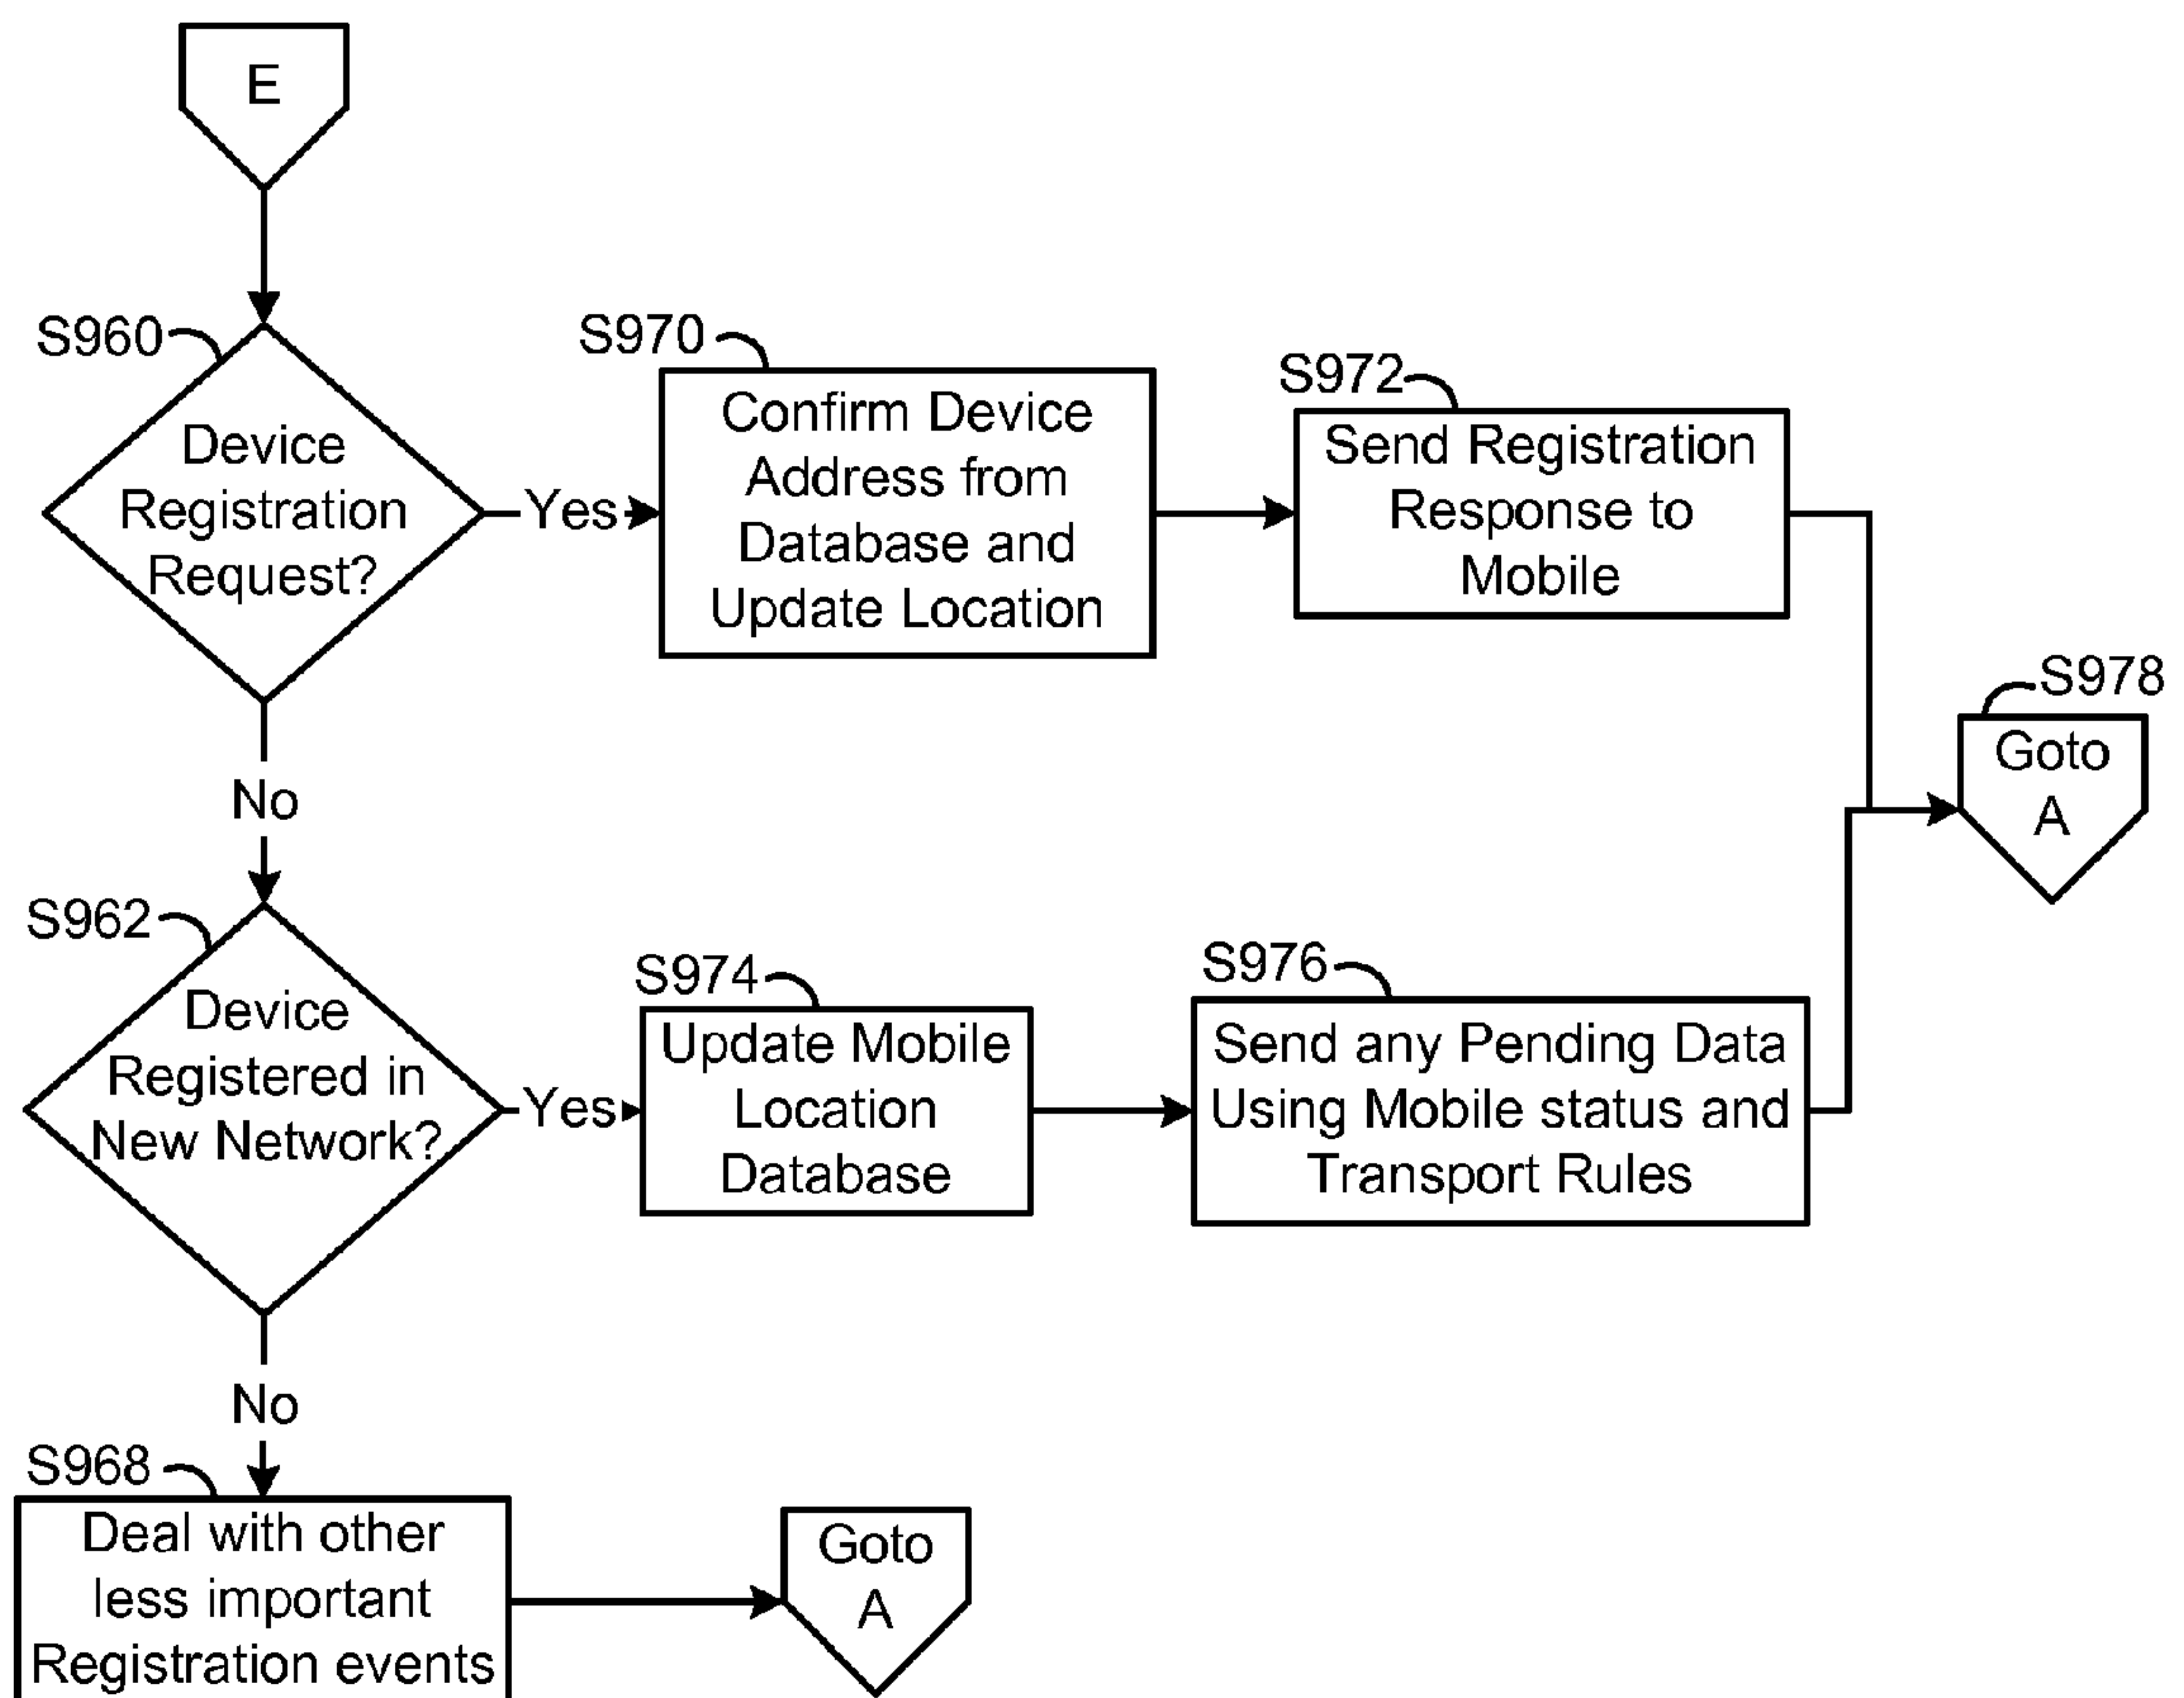 E
S960
Device
Registration
Request?
Yes
S970
Confirm Device
Address from
Database and
Update Location
S972
Send Registration
Response to
Mobile
S978
Goto
A
No
S962
Device
Registered in
New Network?
Yes
S974
Update Mobile
Location
Database
S976
Send any Pending Data
Using Mobile status and
Transport Rules
No
S968
Deal with other
less important
Registration events
Goto
A